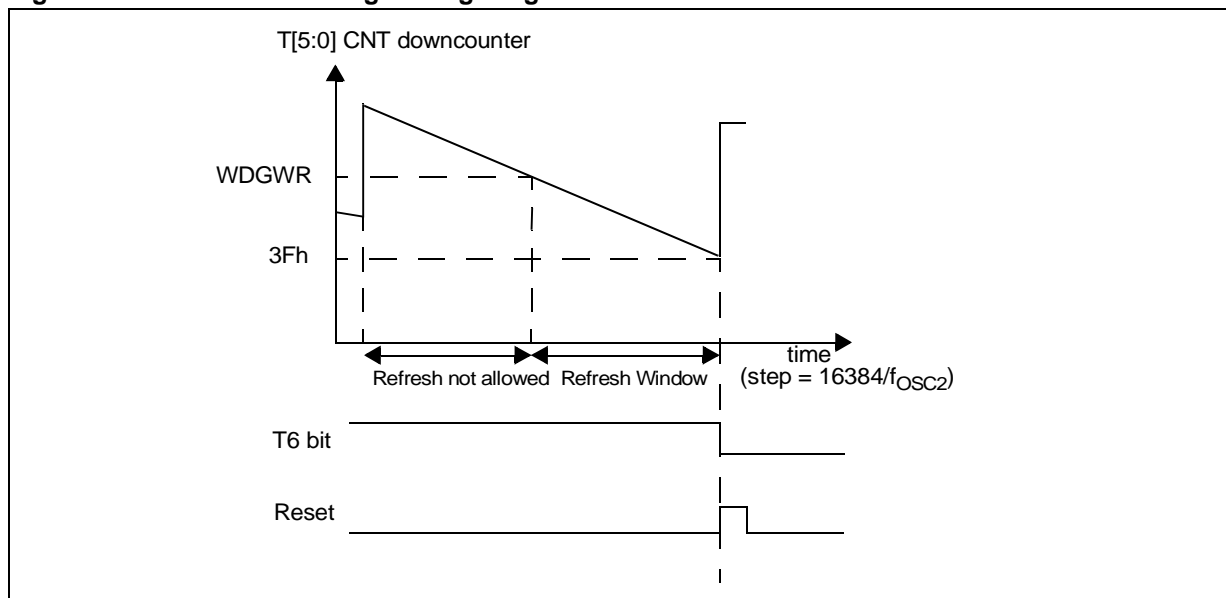 T[5:0] CNT downcounter
WDGWR
3Fh
time
Refresh not allowed Refresh Window (step = 16384/fOSC2)
T6 bit
Reset